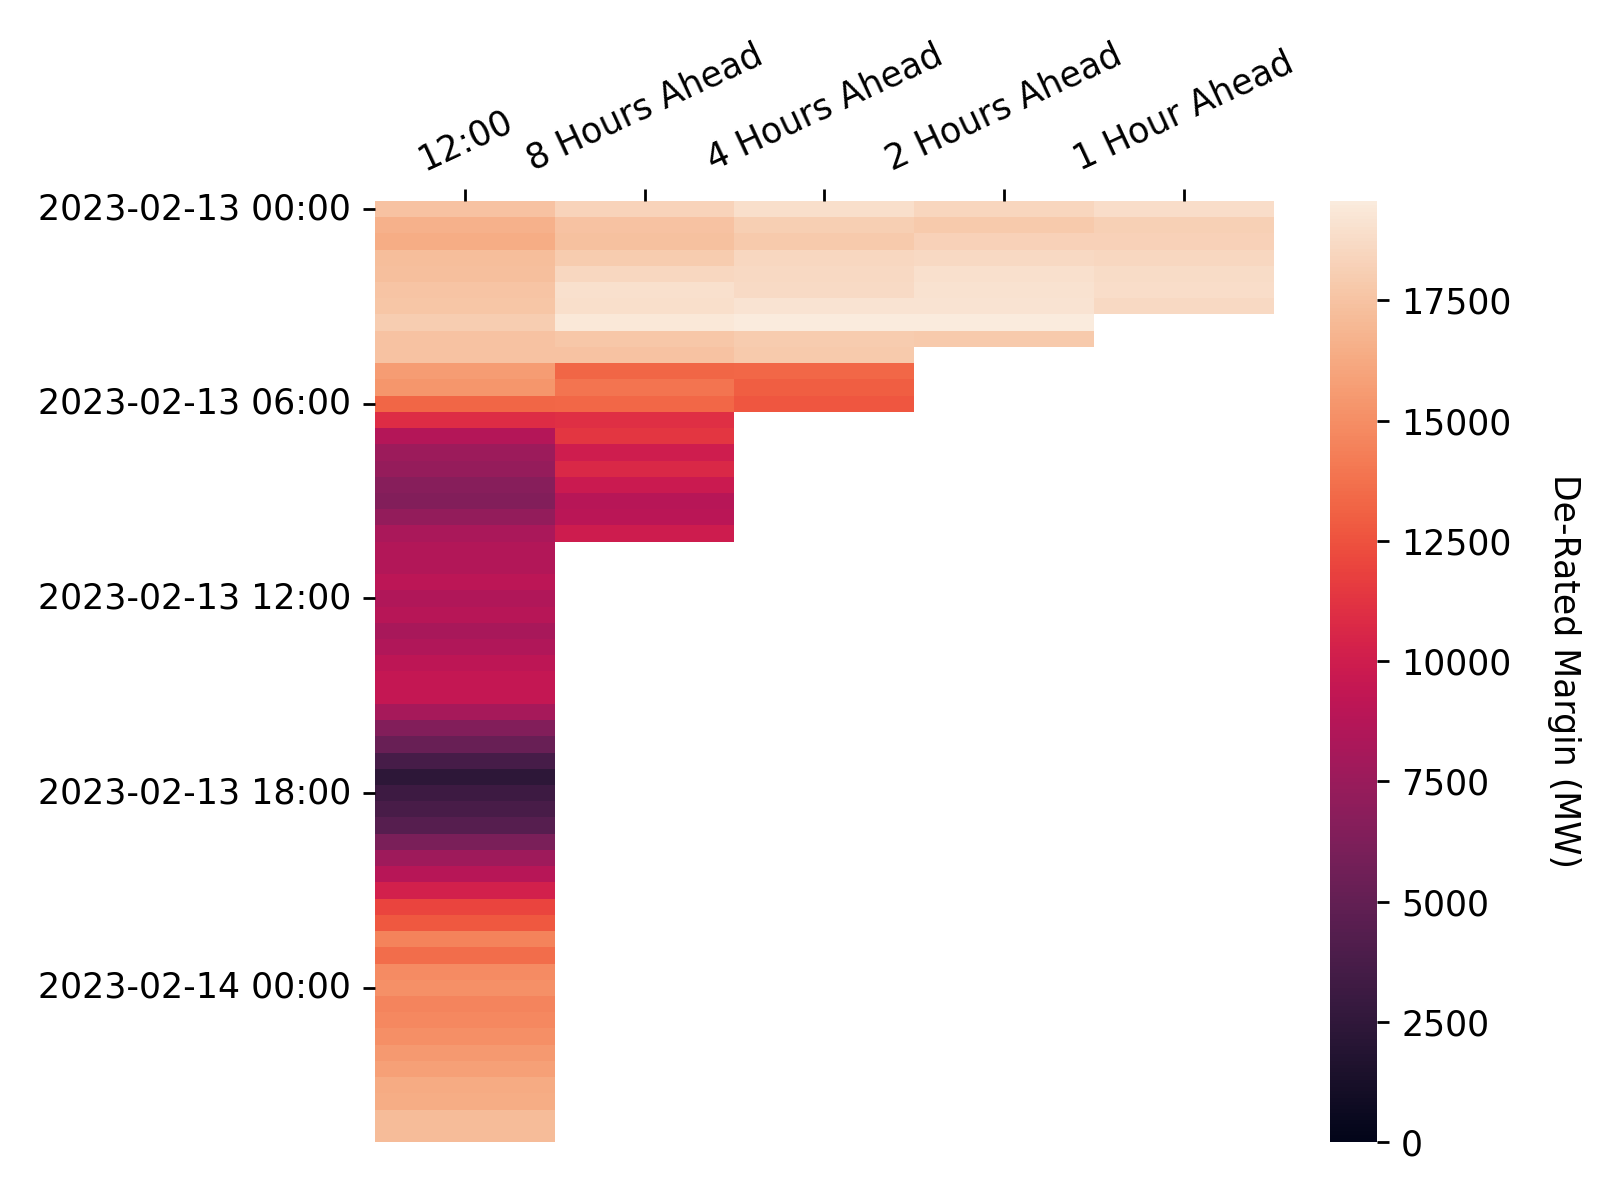 12:00
8 Hours Ahead
4 Hours Ahead
2 Hours Ahead
1 Hour Ahead
2023-02-13 00:00
2023-02-13 06:00
2023-02-13 12:00
2023-02-13 18:00
2023-02-14 00:00
17500
15000
12500
10000
7500
5000
2500
0
De-Rated Margin (MW)